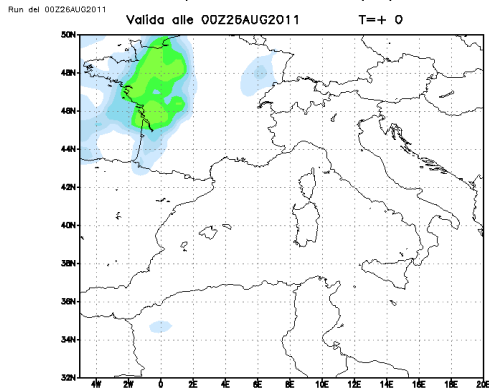 Run del 00Z26AUG2011
Valida alle 00Z26AUG2011 T=+ 0
50N
48N
46N
44N
42N
40N
38N
36N
34N
32N
4W 2W 0 2E 4E 6E 8E 10E 12E 14E 16E 18E 20E